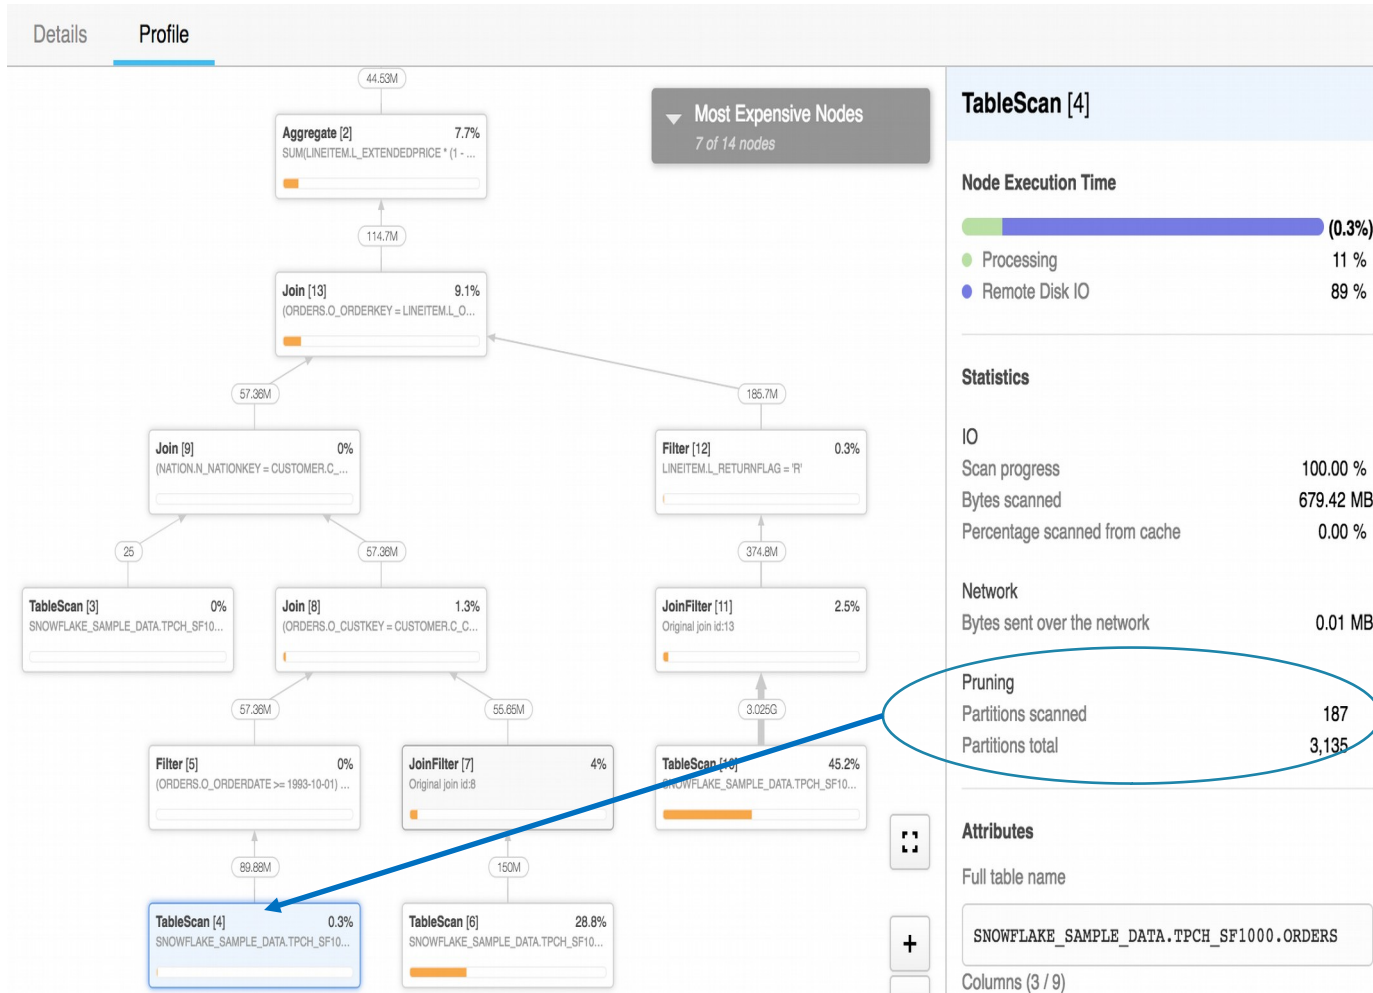 Details Profile
44.53M
Aggregate [2] 7.7%
SUM(LINEITEM.L_EXTENDEDPRICE * (1 - ...
114.7M
Join [13] 9.1%
(ORDERS.O_ORDERKEY = LINEITEM.L_O...
57.36M
185.7M
Join [9] 0%
(NATION.N_NATIONKEY = CUSTOMER.C_...
Filter [12] 0.3%
LINEITEM.L_RETURNFLAG = 'R'
25
57.36M
374.8M
TableScan [3] 0%
SNOWFLAKE_SAMPLE_DATA.TPCH_SF10...
Join [8] 1.3%
(ORDERS.O_CUSTKEY = CUSTOMER.C_C...
JoinFilter [11] 2.5%
Original join id:13
57.36M
55.65M
3.025G
Filter [5] 0%
(ORDERS.O_ORDERDATE >= 1993-10-01) ...
JoinFilter [7] 4%
Original join id:8
TableScan [10] 45.2%
SNOWFLAKE_SAMPLE_DATA.TPCH_SF10...
89.88M
150M
TableScan [4] 0.3%
SNOWFLAKE_SAMPLE_DATA.TPCH_SF10...
TableScan [6] 28.8%
SNOWFLAKE_SAMPLE_DATA.TPCH_SF10...
Most Expensive Nodes
7 of 14 nodes
+
TableScan [4]
Node Execution Time
(0.3%)
Processing 11 %
Remote Disk IO 89 %
Statistics
IO
Scan progress 100.00 %
Bytes scanned 679.42 MB
Percentage scanned from cache 0.00 %
Network
Bytes sent over the network 0.01 MB
Pruning
Partitions scanned 187
Partitions total 3,135
Attributes
Full table name
SNOWFLAKE_SAMPLE_DATA.TPCH_SF1000.ORDERS
Columns (3 / 9)